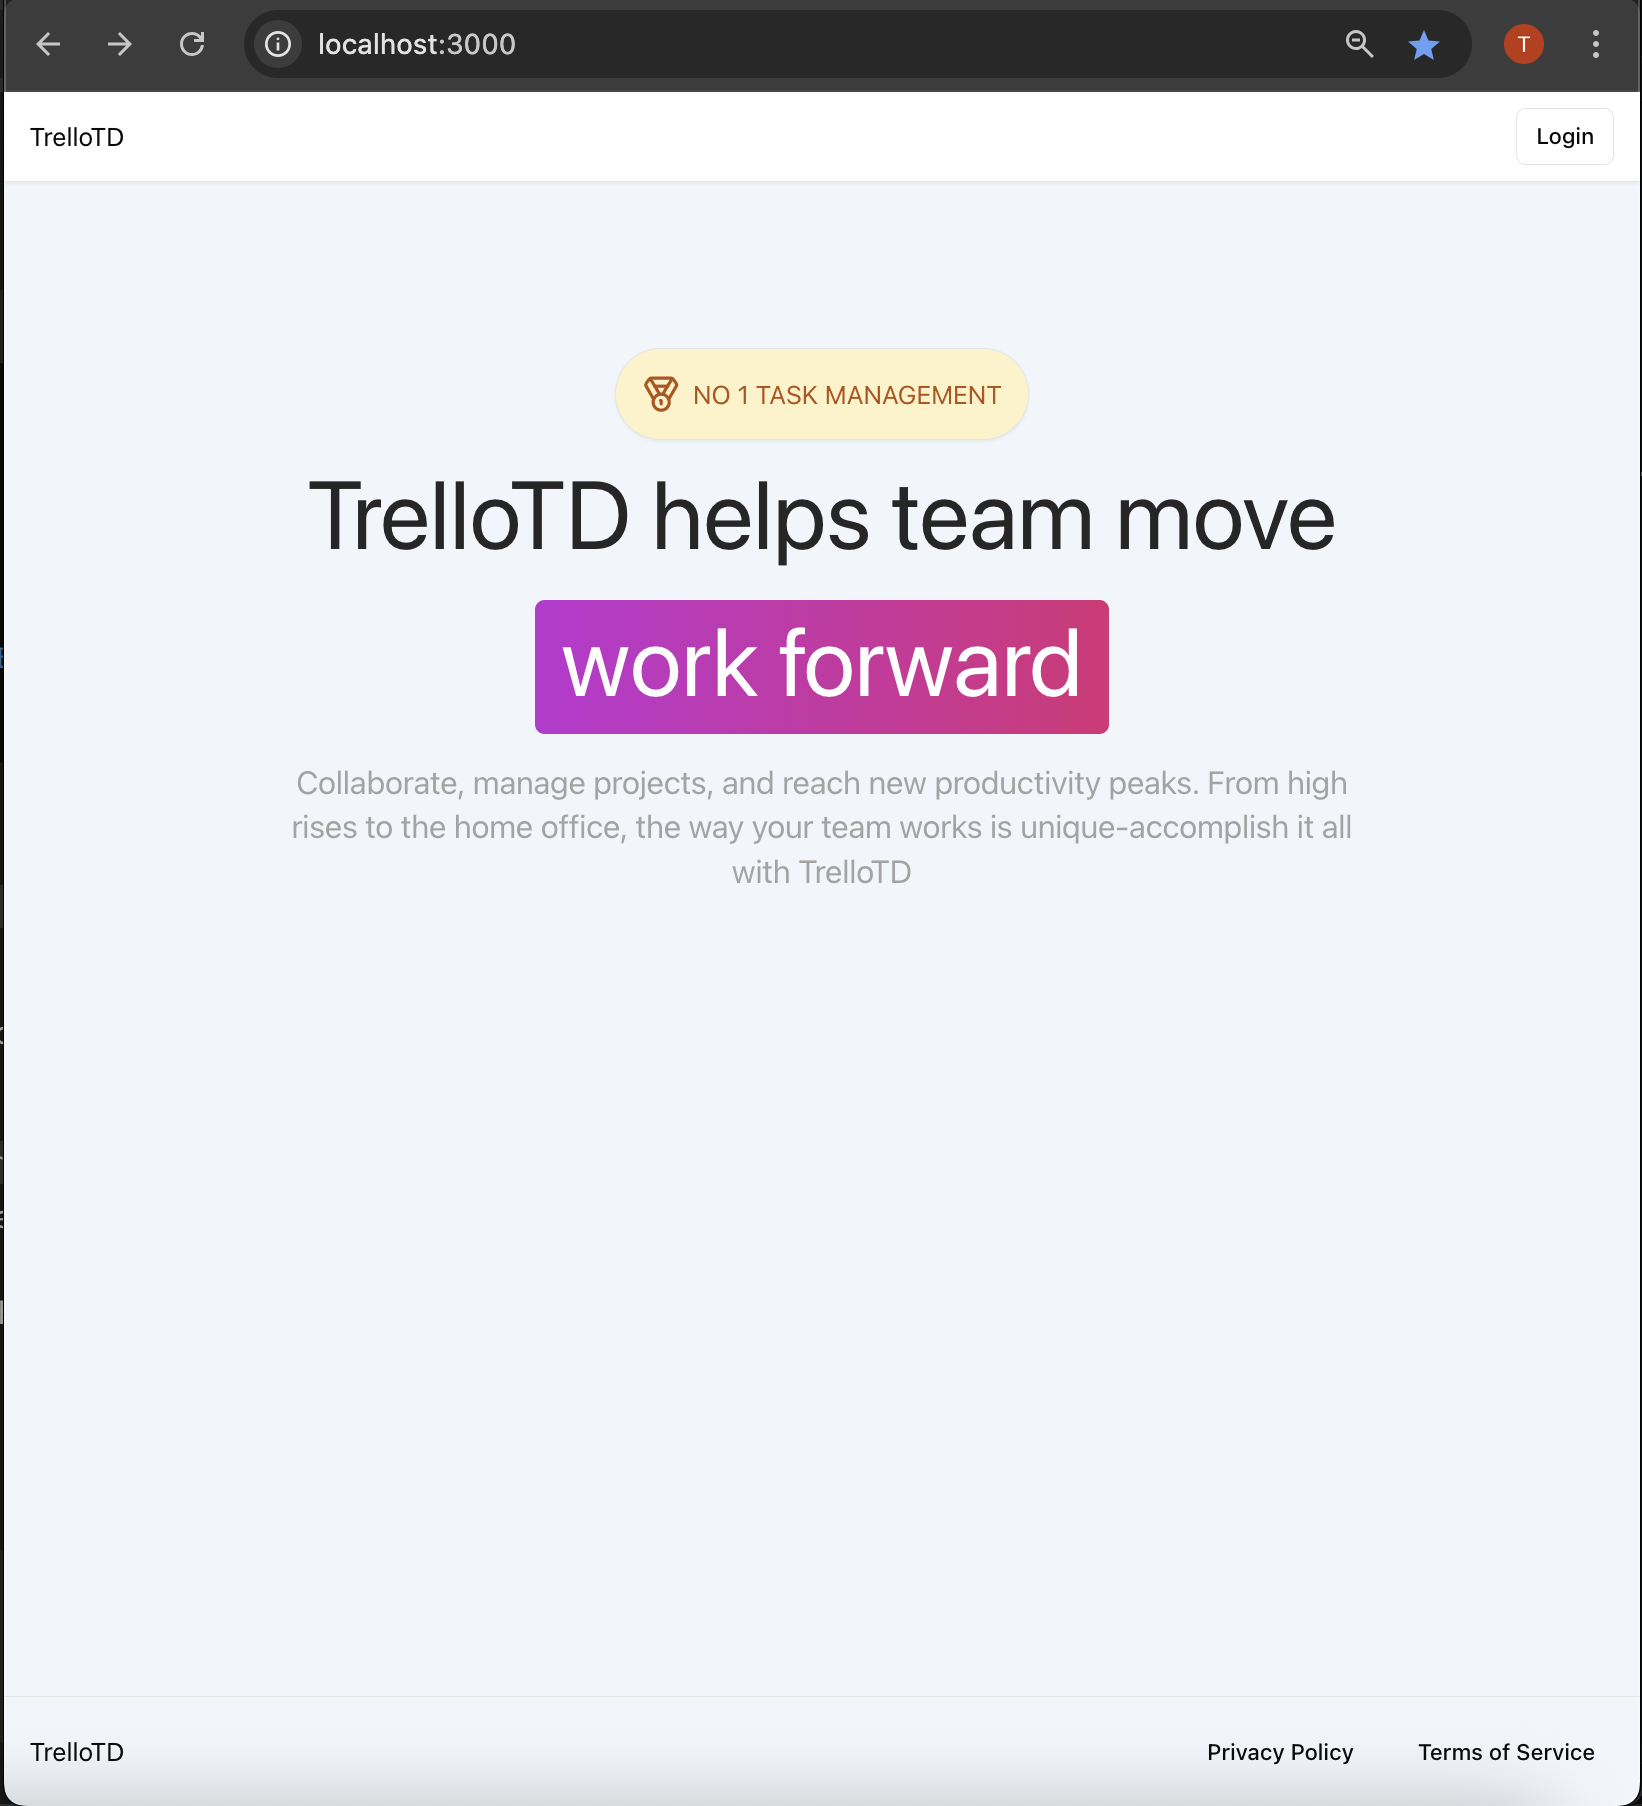 localhost:3000
T
TrelloTD
Login
NO 1 TASK MANAGEMENT
TrelloTD helps team move
work forward
Collaborate, manage projects, and reach new productivity peaks. From high
rises to the home office, the way your team works is unique-accomplish it all
with TrelloTD
TrelloTD
Privacy Policy
Terms of Service